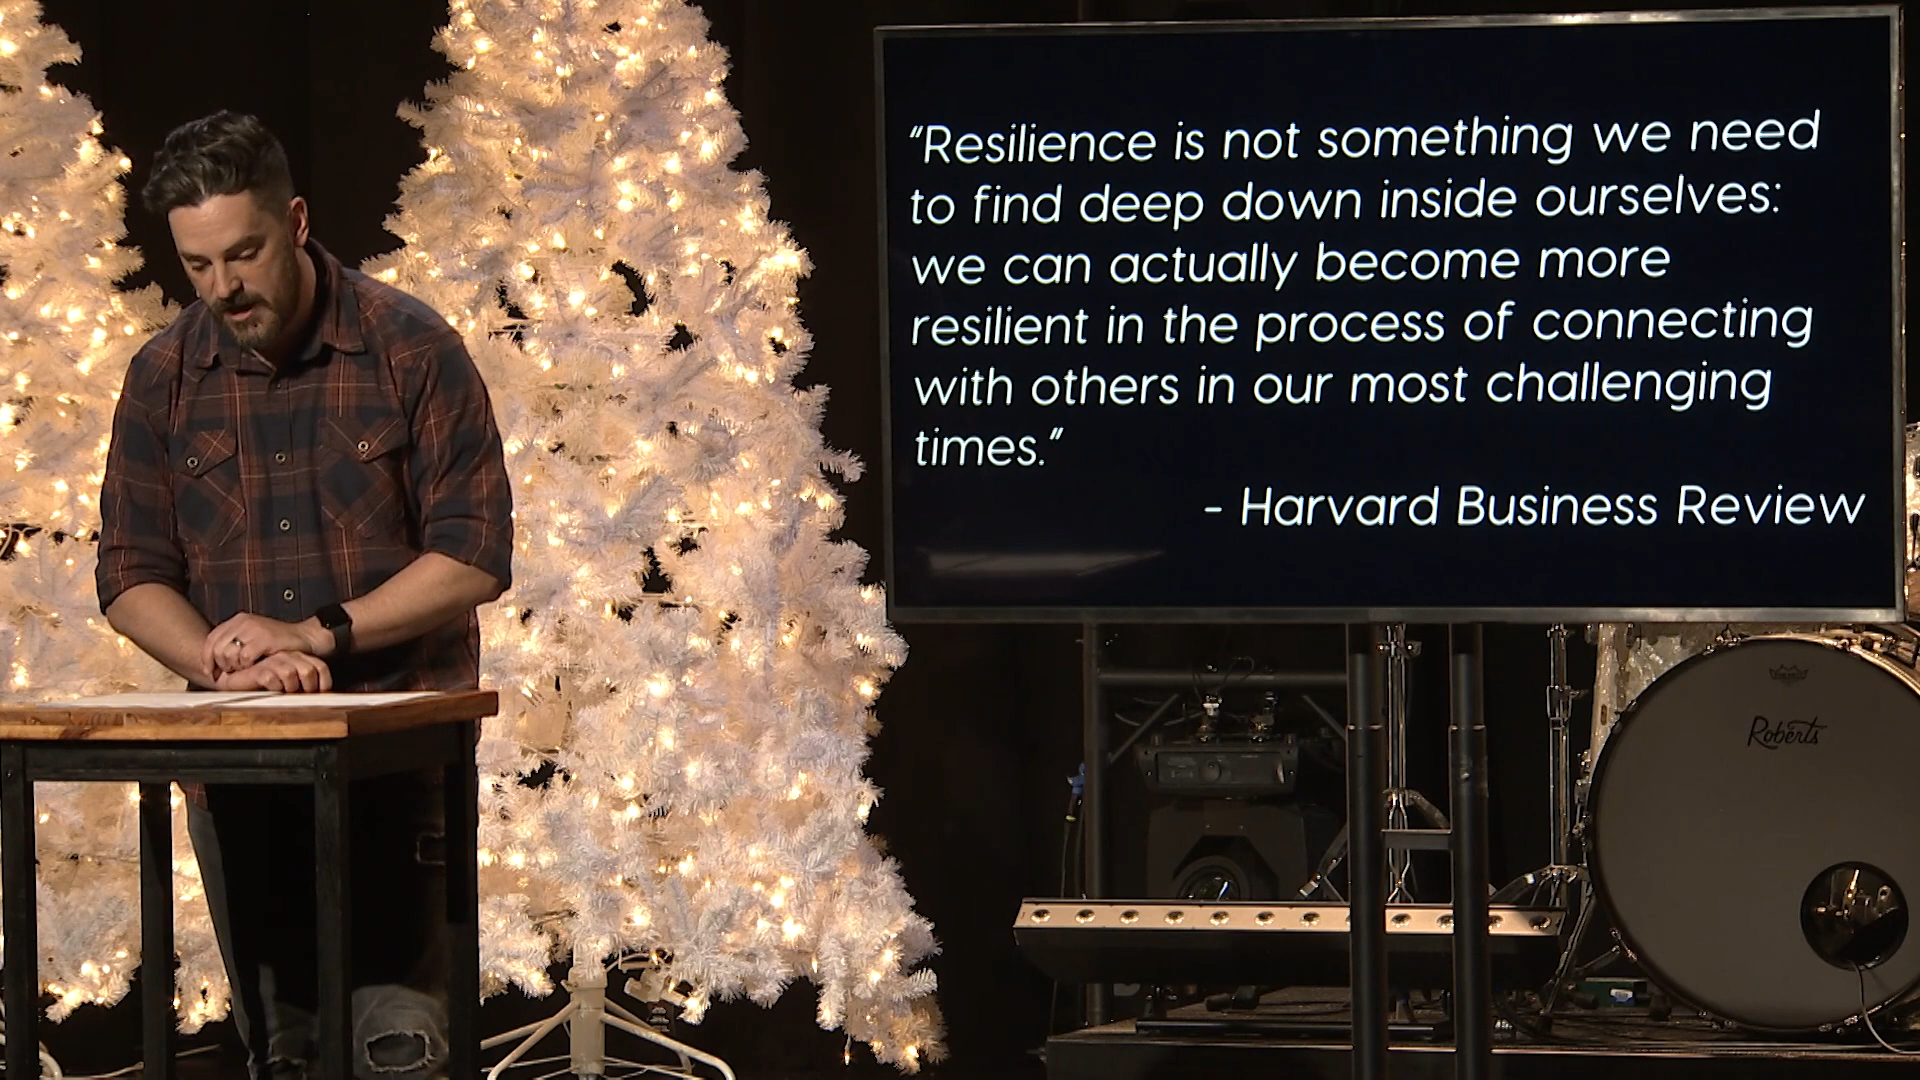 “Resilience is not something we need
to find deep down inside ourselves:
we can actually become more
resilient in the process of connecting
with others in our most challenging
times.”
- Harvard Business Review
REMO
Roberts